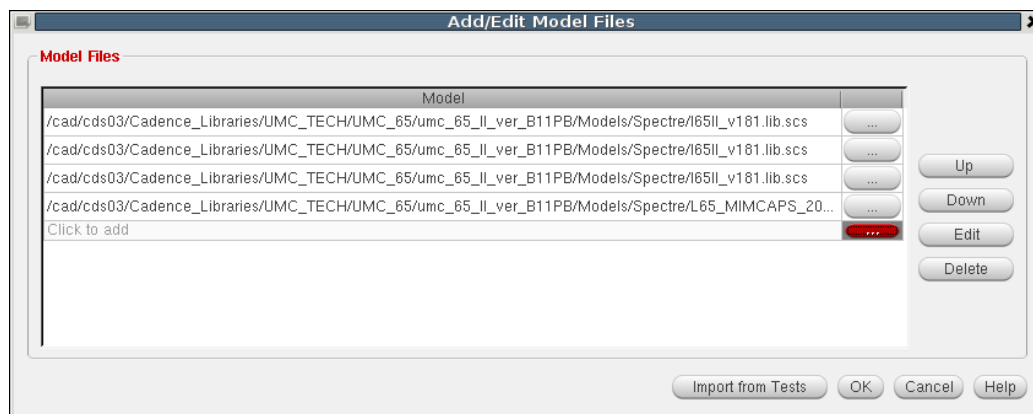 Add/Edit Model Files
Model Files
Model
/cad/cds03/Cadence_Libraries/UMC_TECH/UMC_65/umc_65_ll_ver_B11PB/Models/Spectre/l65ll_v181.lib.scs ...
/cad/cds03/Cadence_Libraries/UMC_TECH/UMC_65/umc_65_ll_ver_B11PB/Models/Spectre/l65ll_v181.lib.scs ...
/cad/cds03/Cadence_Libraries/UMC_TECH/UMC_65/umc_65_ll_ver_B11PB/Models/Spectre/l65ll_v181.lib.scs ...
/cad/cds03/Cadence_Libraries/UMC_TECH/UMC_65/umc_65_ll_ver_B11PB/Models/Spectre/L65_MIMCAPS_20... ...
Click to add ...
Up
Down
Edit
Delete
Import from Tests OK Cancel Help